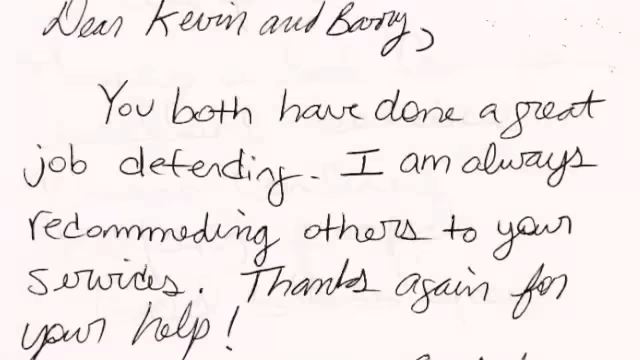 Dear Kevin and Barry,
You both have done a great
job defending. I am always
recommeding others to your
services. Thanks again for
your help!